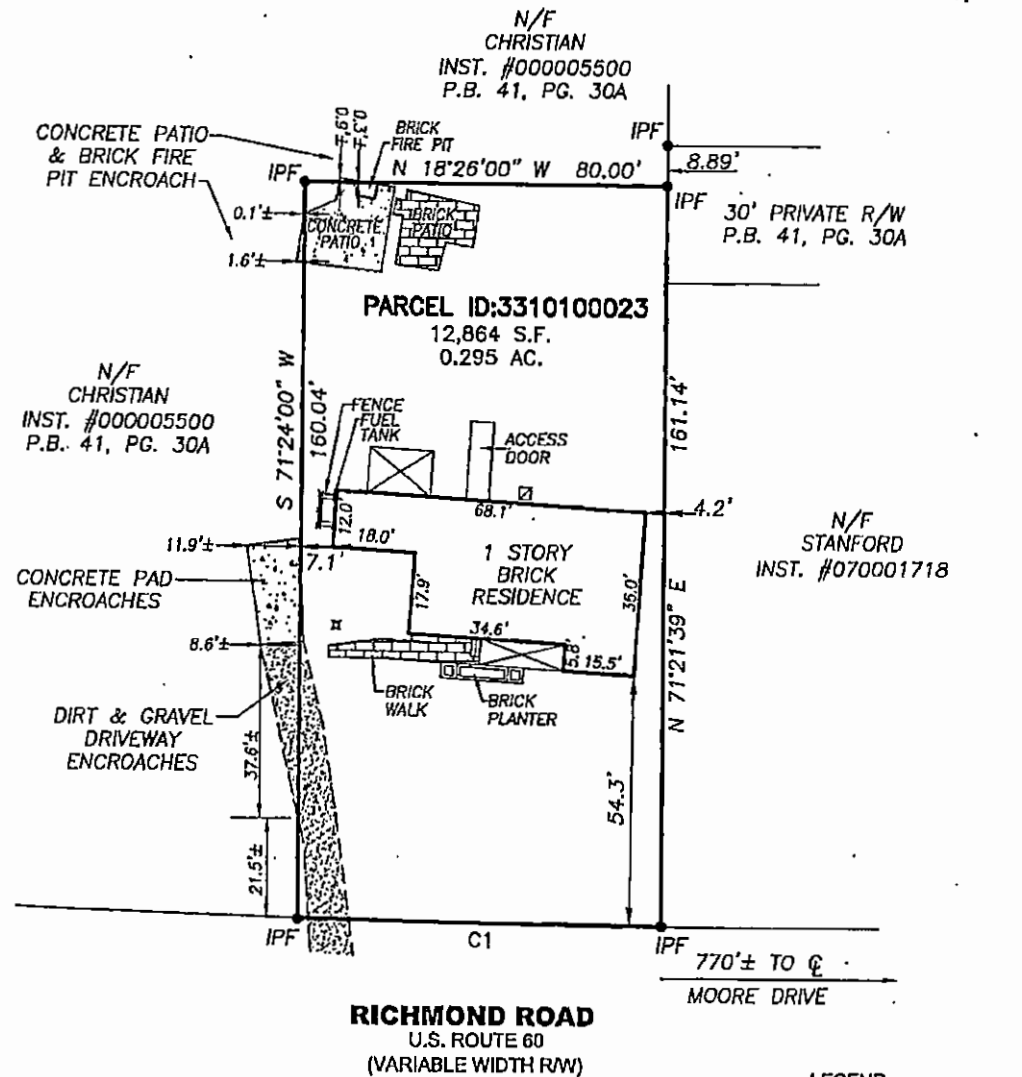 N/F
CHRISTIAN
INST. #000005500
P.B. 41, PG. 30A
CONCRETE PATIO
& BRICK FIRE
PIT ENCROACH
0.9'±
0.3'±
BRICK
FIRE PIT
IPF
N 18°26'00" W 80.00'
IPF
8.89'
IPF
30' PRIVATE R/W
P.B. 41, PG. 30A
0.1'±
CONCRETE
PATIO
BRICK
PATIO
1.6'±
PARCEL ID:3310100023
12,864 S.F.
0.295 AC.
N/F
CHRISTIAN
INST. #000005500
P.B. 41, PG. 30A
S 71°24'00" W
160.04'
161.14'
N 71°21'39" E
FENCE
FUEL
TANK
ACCESS
DOOR
68.1'
4.2'
12.0'
18.0'
11.9'±
7.1'
1 STORY
BRICK
RESIDENCE
N/F
STANFORD
INST. #070001718
CONCRETE PAD
ENCROACHES
17.9'
35.0'
34.6'
8.6'±
5.8'
15.5'
BRICK
WALK
BRICK
PLANTER
DIRT & GRAVEL
DRIVEWAY
ENCROACHES
37.6'±
54.3'
21.5'±
IPF
C1
IPF
770'± TO ℄
MOORE DRIVE
RICHMOND ROAD
U.S. ROUTE 60
(VARIABLE WIDTH R/W)